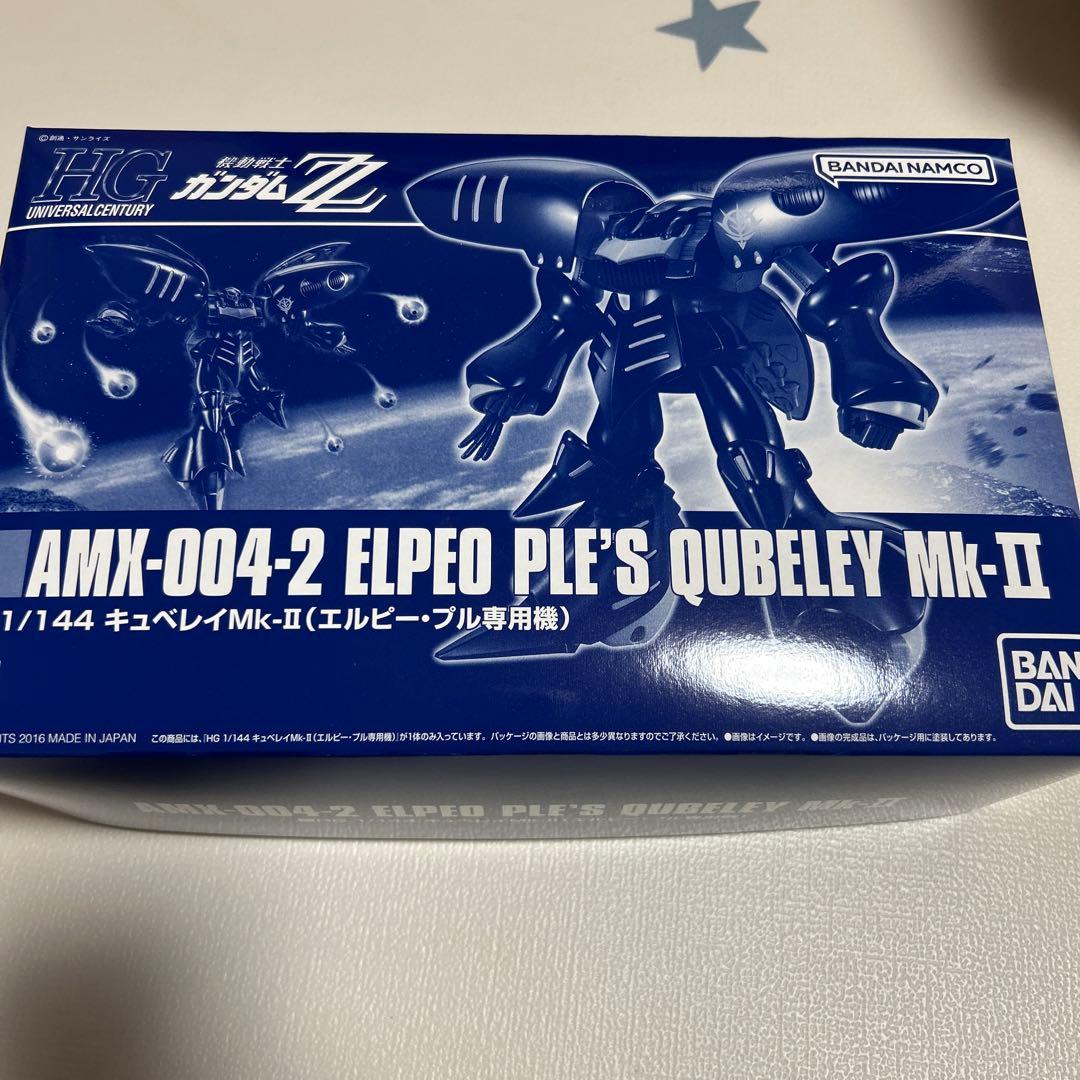 ©創通・サンライズ
HG
UNIVERSAL CENTURY
機動戦士
ガンダムZZ
BANDAI NAMCO
AMX-004-2 ELPEO PLE'S QUBELEY Mk-II
1/144 キュベレイMk-II(エルピー・プル専用機)
BAN
DAI
ITS 2016 MADE IN JAPAN
この商品には、「HG 1/144 キュベレイMk-II(エルピー・プル専用機)」が1体のみ入っています。パッケージの画像と商品とは多少異なりますのでご了承ください。●画像はイメージです。●画像の完成品は、パッケージ用に塗装してあります。
AMX-004-2 ELPEO PLE'S QUBELEY Mk-II